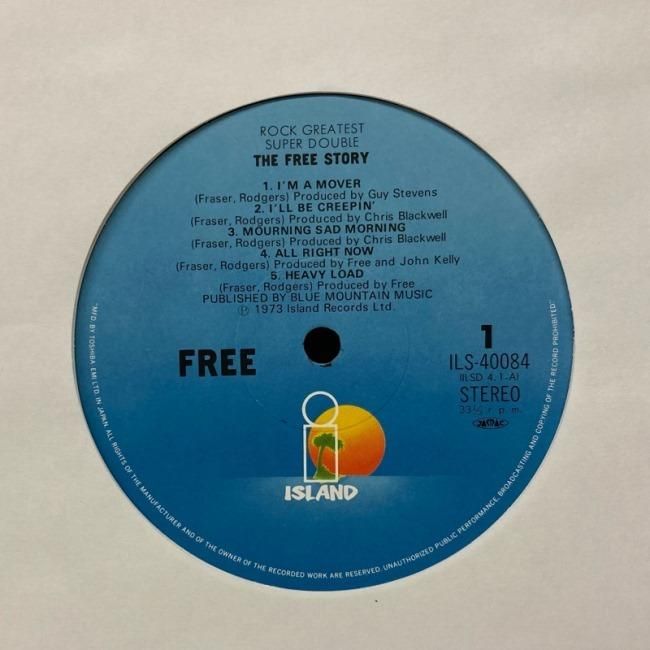 ROCK GREATEST
SUPER DOUBLE
THE FREE STORY
1. I'M A MOVER
(Fraser, Rodgers) Produced by Guy Stevens
2. I'LL BE CREEPIN'
(Fraser, Rodgers) Produced by Chris Blackwell
3. MOURNING SAD MORNING
(Fraser, Rodgers) Produced by Chris Blackwell
4. ALL RIGHT NOW
(Fraser, Rodgers) Produced by Free and John Kelly
5. HEAVY LOAD
(Fraser, Rodgers) Produced by Free
PUBLISHED BY BLUE MOUNTAIN MUSIC
Ⓟ 1973 Island Records Ltd.
FREE
1
ILS-40084
(ILSD 4.1-A)
STEREO
33⅓ r.p.m.
JASRAC
i
ISLAND
"MFD. BY TOSHIBA EMI LTD. IN JAPAN. ALL RIGHTS OF THE MANUFACTURER AND OF THE OWNER OF THE RECORDED WORK ARE RESERVED. UNAUTHORIZED PUBLIC PERFORMANCE, BROADCASTING AND COPYING OF THE RECORD PROHIBITED"